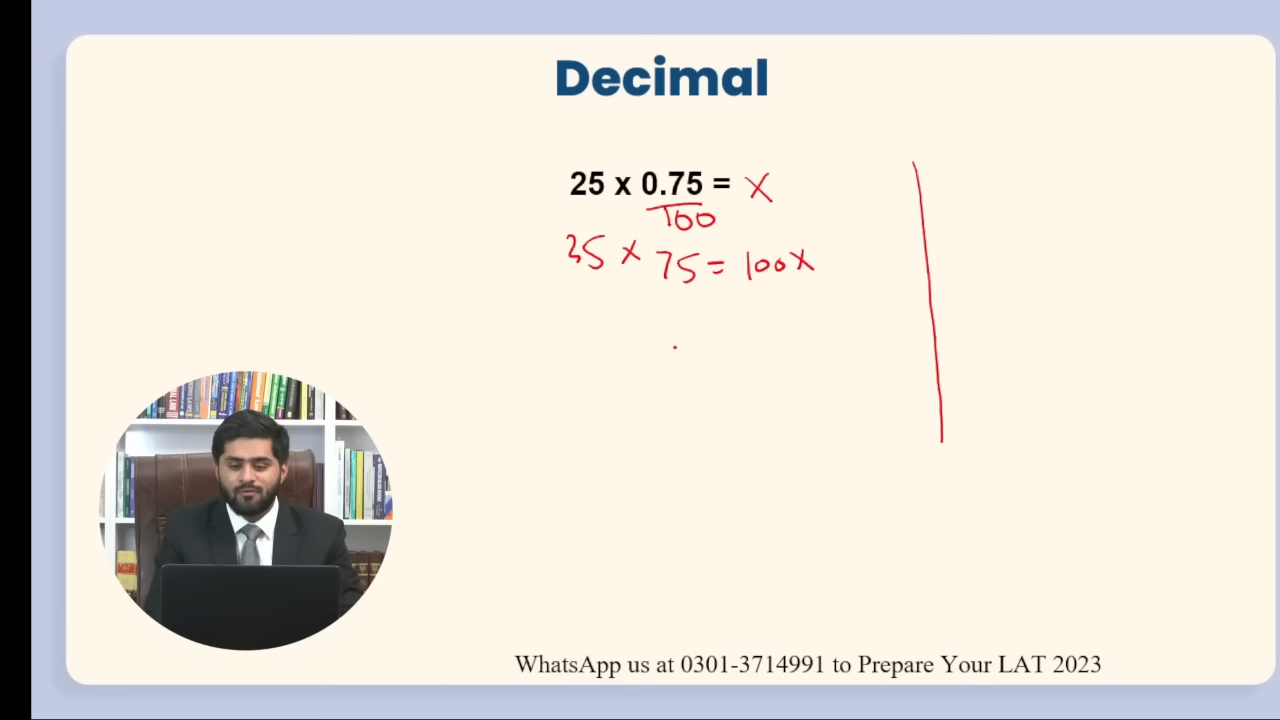 Decimal
25 x 0.75 = x
100
25 x 75 = 100x
WhatsApp us at 0301-3714991 to Prepare Your LAT 2023